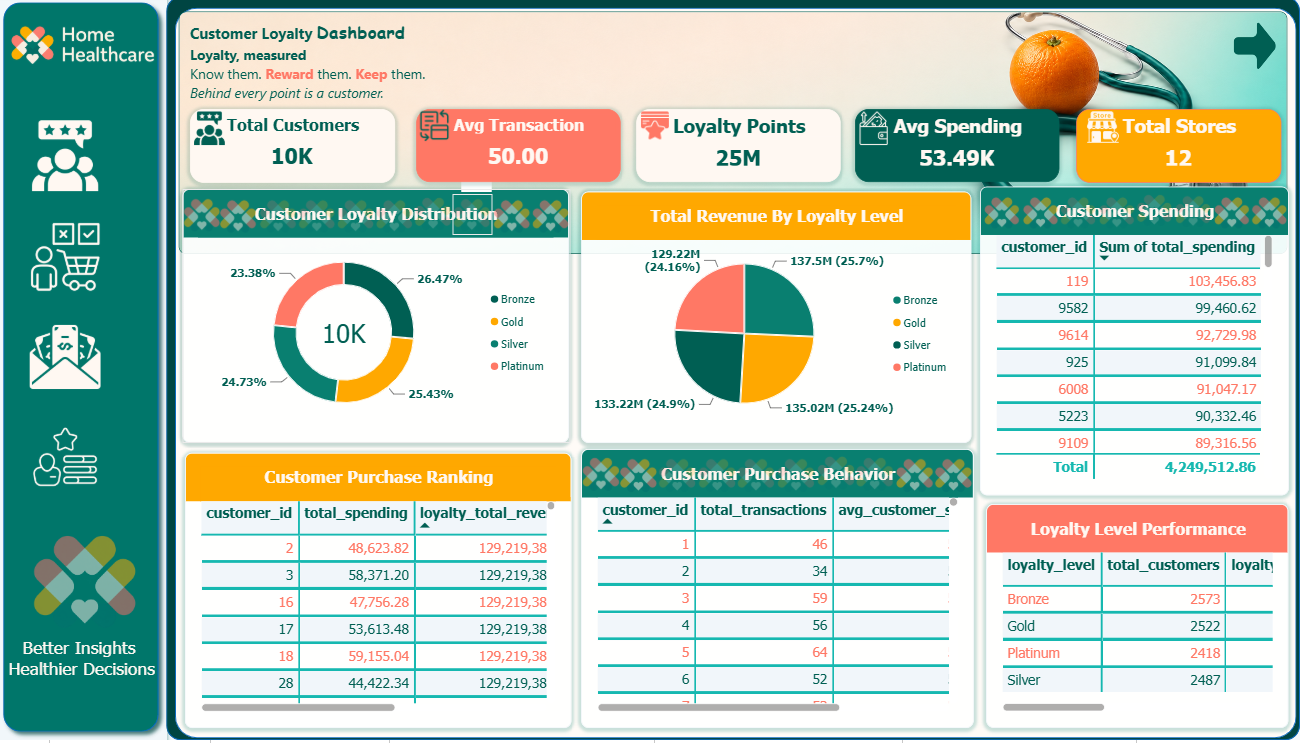 Home
Healthcare
Better Insights
Healthier Decisions
Customer Loyalty Dashboard
Loyalty, measured
Know them. Reward them. Keep them.
Behind every point is a customer.
Total Customers
10K
Avg Transaction
50.00
Loyalty Points
25M
Avg Spending
53.49K
Store
Total Stores
12
Customer Loyalty Distribution
23.38%
26.47%
24.73%
25.43%
10K
Bronze
Gold
Silver
Platinum
Total Revenue By Loyalty Level
129.22M
(24.16%)
137.5M (25.7%)
133.22M (24.9%)
135.02M (25.24%)
Bronze
Gold
Silver
Platinum
Customer Spending
customer_id Sum of total_spending
119 103,456.83
9582 99,460.62
9614 92,729.98
925 91,099.84
6008 91,047.17
5223 90,332.46
9109 89,316.56
Total 4,249,512.86
Customer Purchase Ranking
customer_id total_spending loyalty_total_reve
2 48,623.82 129,219,38
3 58,371.20 129,219,38
16 47,756.28 129,219,38
17 53,613.48 129,219,38
18 59,155.04 129,219,38
28 44,422.34 129,219,38
Customer Purchase Behavior
customer_id total_transactions avg_customer_s
1 46
2 34
3 59
4 56
5 64
6 52
Loyalty Level Performance
loyalty_level total_customers loyalty
Bronze 2573
Gold 2522
Platinum 2418
Silver 2487